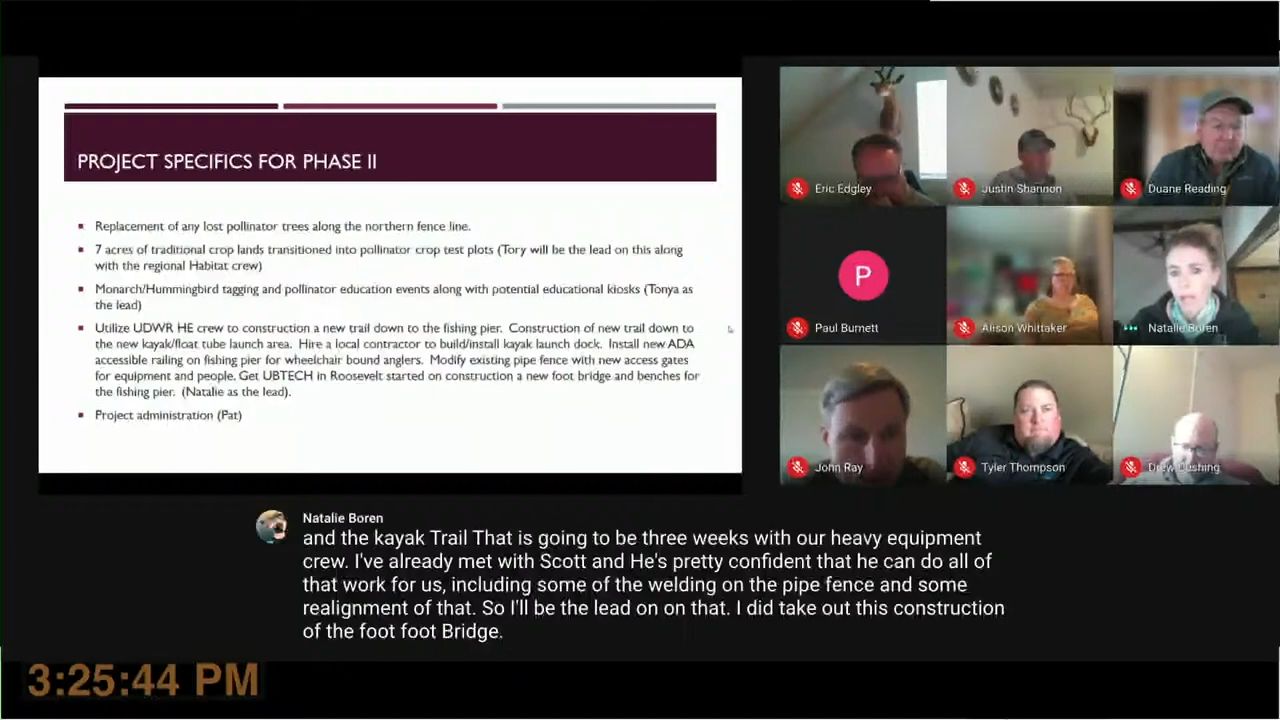 PROJECT SPECIFICS FOR PHASE II
Replacement of any lost pollinator trees along the northern fence line.
7 acres of traditional crop lands transitioned into pollinator crop test plots (Tory will be the lead on this along
with the regional Habitat crew)
Monarch/Hummingbird tagging and pollinator education events along with potential educational kiosks (Tonya as
the lead)
Utilize UDWR HE crew to construction a new trail down to the fishing pier. Construction of new trail down to
the new kayak/float tube launch area. Hire a local contractor to build/install kayak launch dock. Install new ADA
accessible railing on fishing pier for wheelchair bound anglers. Modify existing pipe fence with new access gates
for equipment and people. Get UBTECH in Roosevelt started on construction a new foot bridge and benches for
the fishing pier. (Natalie as the lead).
Project administration (Pat)
Eric Edgley
Justin Shannon
Duane Reading
P
Paul Burnett
Alison Whittaker
Natalie Boren
John Ray
Tyler Thompson
Drew Cushing
Natalie Boren
and the kayak Trail That is going to be three weeks with our heavy equipment
crew. I've already met with Scott and He's pretty confident that he can do all of
that work for us, including some of the welding on the pipe fence and some
realignment of that. So I'll be the lead on on that. I did take out this construction
of the foot foot Bridge.
3:25:44 PM